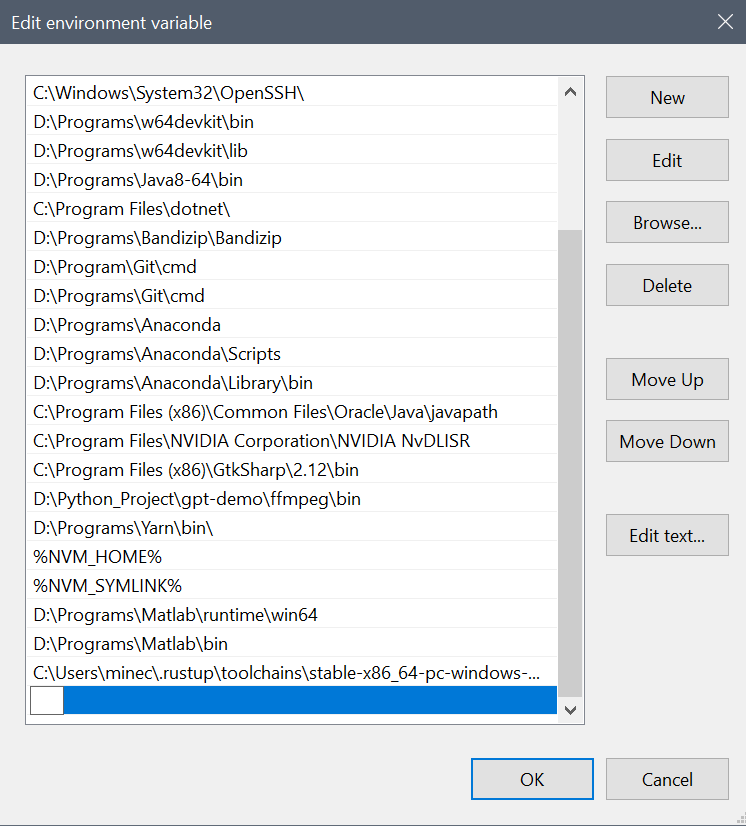 Edit environment variable
C:\Windows\System32\OpenSSH\
D:\Programs\w64devkit\bin
D:\Programs\w64devkit\lib
D:\Programs\Java8-64\bin
C:\Program Files\dotnet\
D:\Programs\Bandizip\Bandizip
D:\Program\Git\cmd
D:\Programs\Git\cmd
D:\Programs\Anaconda
D:\Programs\Anaconda\Scripts
D:\Programs\Anaconda\Library\bin
C:\Program Files (x86)\Common Files\Oracle\Java\javapath
C:\Program Files\NVIDIA Corporation\NVIDIA NvDLISR
C:\Program Files (x86)\GtkSharp\2.12\bin
D:\Python_Project\gpt-demo\ffmpeg\bin
D:\Programs\Yarn\bin\
%NVM_HOME%
%NVM_SYMLINK%
D:\Programs\Matlab\runtime\win64
D:\Programs\Matlab\bin
C:\Users\minec\.rustup\toolchains\stable-x86_64-pc-windows-...
New
Edit
Browse...
Delete
Move Up
Move Down
Edit text...
OK
Cancel